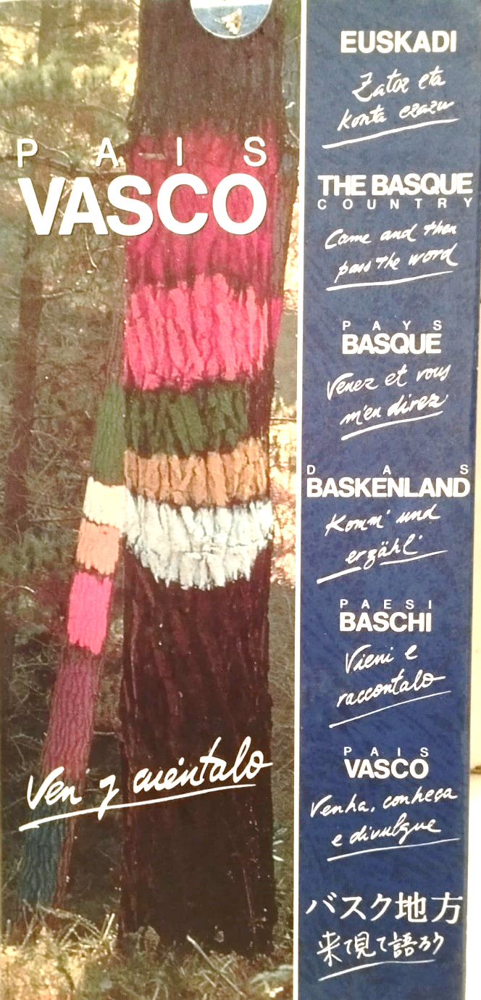 PAIS
VASCO
Ven y cuéntalo
EUSKADI
Zatoz eta
konta ezazu
THE BASQUE
COUNTRY
Came and then
pass the word
PAYS
BASQUE
Venez et vous
m'en direz
DAS
BASKENLAND
Komm' und
erzähl'
PAESI
BASCHI
Vieni e
raccontalo
PAIS
VASCO
Venha, conheça
e divulgue
バスク地方
来て見て語ろう